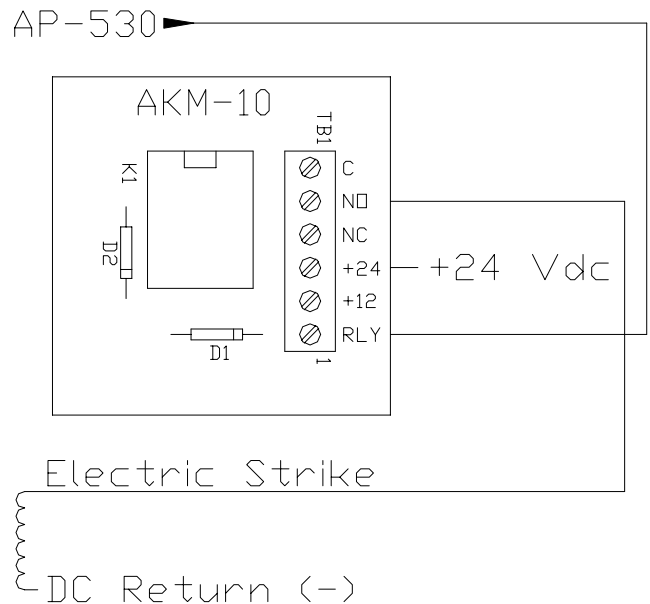 AP-530
AKM-10
TB1
K1
C
NO
NC
D2
+24
+24 Vdc
+12
RLY
D1
1
Electric Strike
DC Return (-)